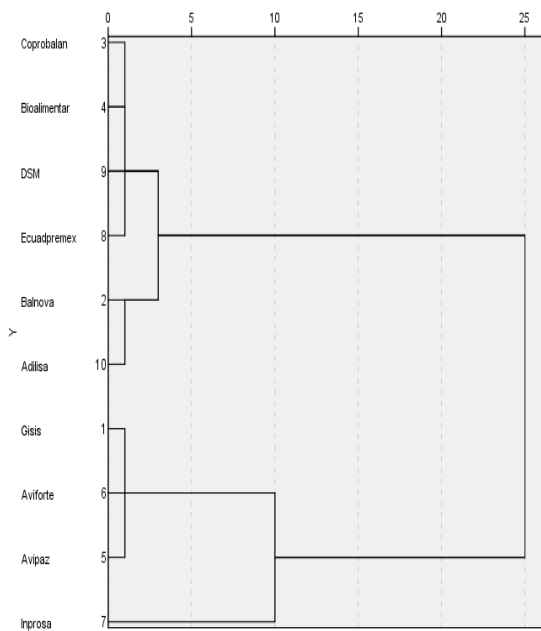 0 5 10 15 20 25
Coprobalan 3
Bioalimentar 4
DSM 9
Ecuadpremex 8
Balnova 2
Y
Adilisa 10
Gisis 1
Aviforte 6
Avipaz 5
Inprosa 7